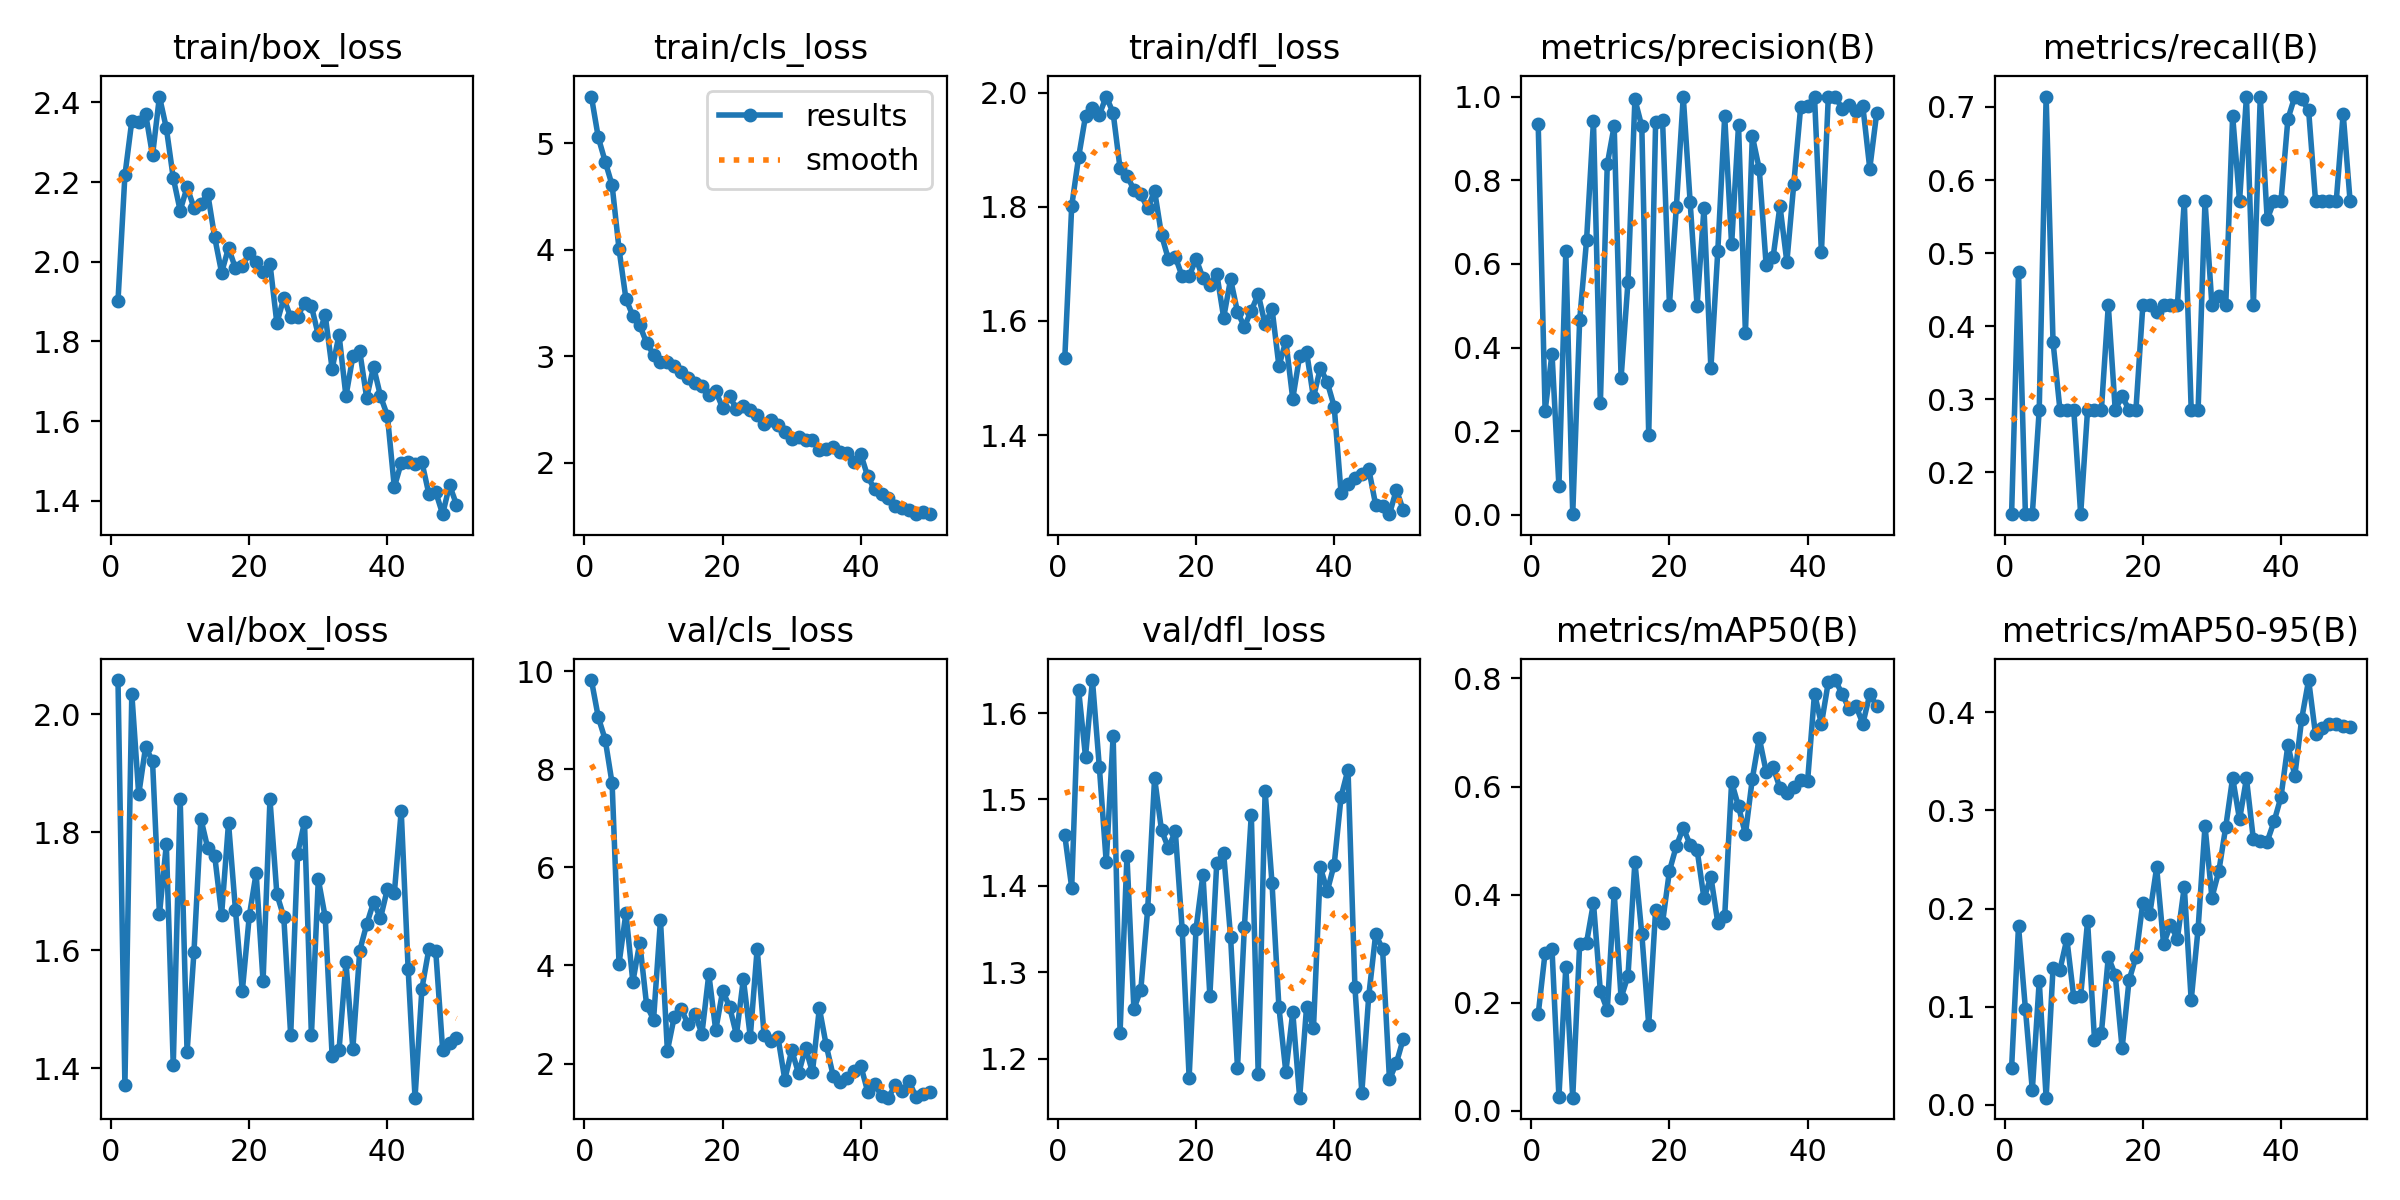 train/box_loss
2.4
2.2
2.0
1.8
1.6
1.4
0 20 40
train/cls_loss
results
smooth
5
4
3
2
0 20 40
train/dfl_loss
2.0
1.8
1.6
1.4
0 20 40
metrics/precision(B)
1.0
0.8
0.6
0.4
0.2
0.0
0 20 40
metrics/recall(B)
0.7
0.6
0.5
0.4
0.3
0.2
0 20 40
val/box_loss
2.0
1.8
1.6
1.4
0 20 40
val/cls_loss
10
8
6
4
2
0 20 40
val/dfl_loss
1.6
1.5
1.4
1.3
1.2
0 20 40
metrics/mAP50(B)
0.8
0.6
0.4
0.2
0.0
0 20 40
metrics/mAP50-95(B)
0.4
0.3
0.2
0.1
0.0
0 20 40